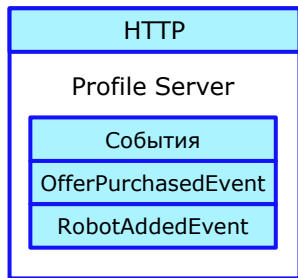 HTTP
Profile Server
События
OfferPurchasedEvent
RobotAddedEvent